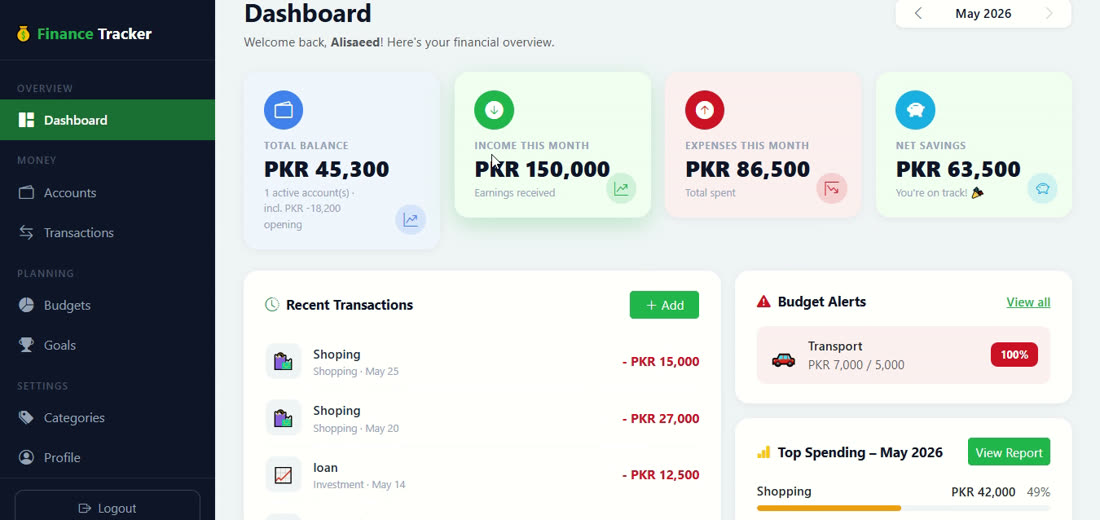 Finance Tracker
OVERVIEW
Dashboard
MONEY
Accounts
Transactions
PLANNING
Budgets
Goals
SETTINGS
Categories
Profile
Logout
Dashboard
Welcome back, Alisaeed! Here's your financial overview.
May 2026
TOTAL BALANCE
PKR 45,300
1 active account(s) ·
incl. PKR -18,200
opening
INCOME THIS MONTH
PKR 150,000
Earnings received
EXPENSES THIS MONTH
PKR 86,500
Total spent
NET SAVINGS
PKR 63,500
You're on track!
Recent Transactions
+ Add
Shoping
Shopping · May 25
- PKR 15,000
Shoping
Shopping · May 20
- PKR 27,000
loan
Investment · May 14
- PKR 12,500
Budget Alerts
View all
Transport
PKR 7,000 / 5,000
100%
Top Spending – May 2026
View Report
Shopping
PKR 42,000 49%